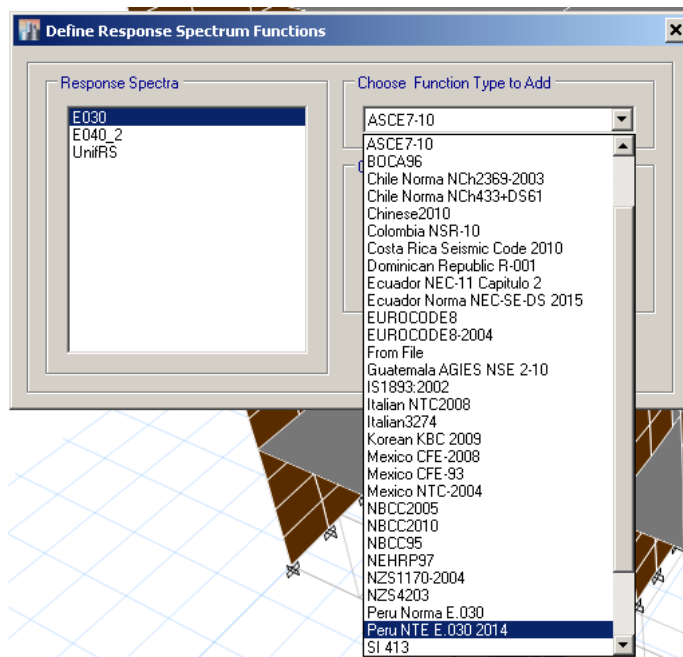 Define Response Spectrum Functions
Response Spectra
E030
E040_2
UnifRS
Choose Function Type to Add
ASCE7-10
ASCE7-10
BOCA96
Chile Norma NCh2369-2003
Chile Norma NCh433+DS61
Chinese2010
Colombia NSR-10
Costa Rica Seismic Code 2010
Dominican Republic R-001
Ecuador NEC-11 Capitulo 2
Ecuador Norma NEC-SE-DS 2015
EUROCODE8
EUROCODE8-2004
From File
Guatemala AGIES NSE 2-10
IS1893:2002
Italian NTC2008
Italian3274
Korean KBC 2009
Mexico CFE-2008
Mexico CFE-93
Mexico NTC-2004
NBCC2005
NBCC2010
NBCC95
NEHRP97
NZS1170-2004
NZS4203
Peru Norma E.030
Peru NTE E.030 2014
SI 413